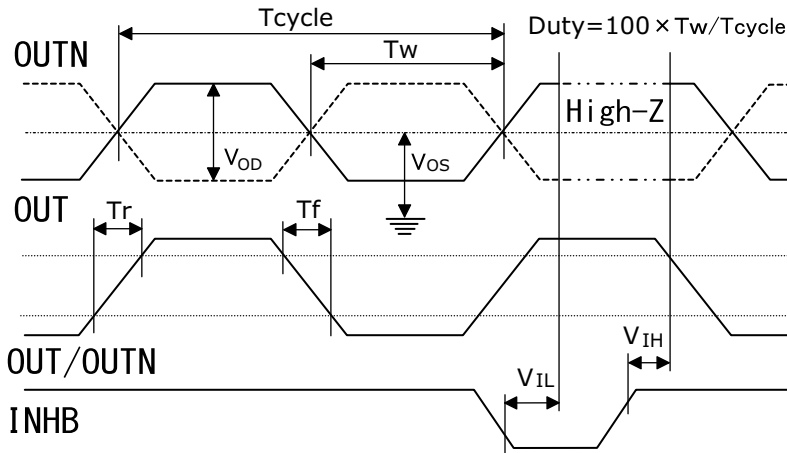 Tcycle
Duty=100×Tw/Tcycle
OUTN
Tw
High-Z
VOD
VOS
OUT
Tr
Tf
OUT/OUTN
VIH
VIL
INHB